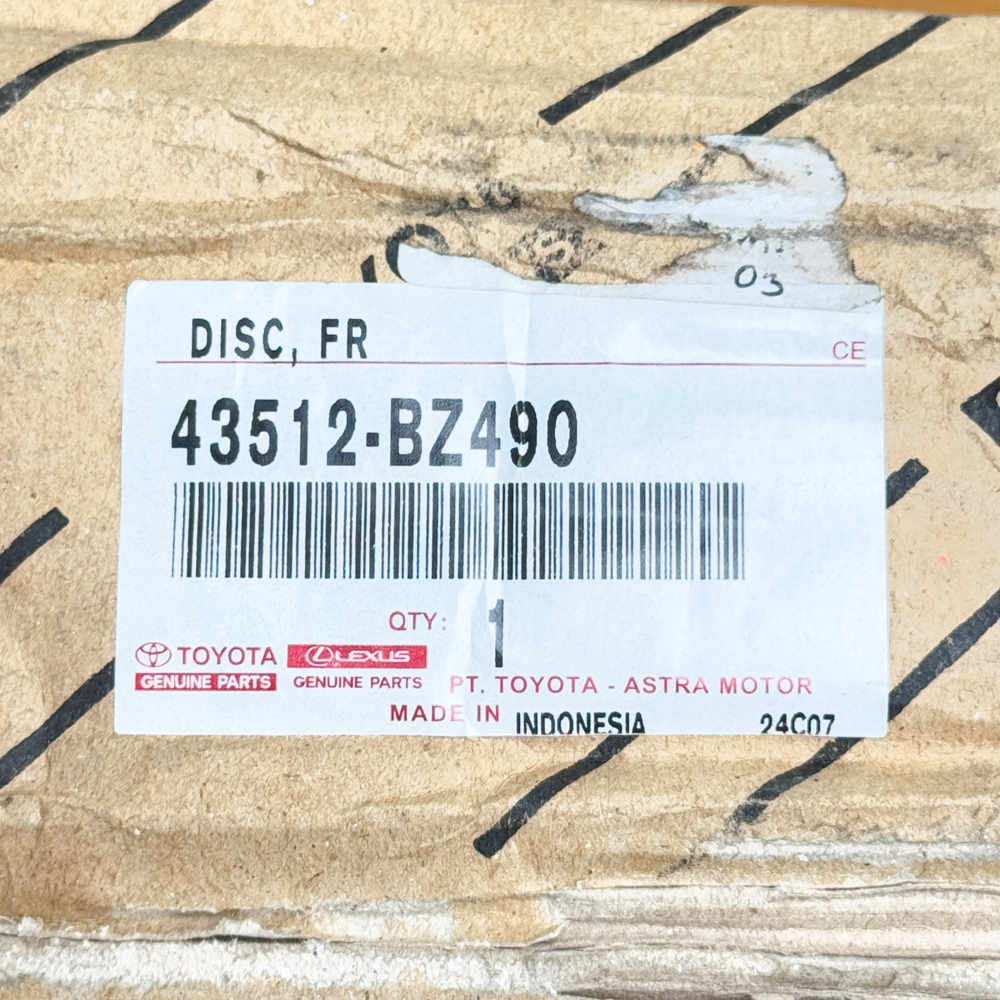 03
DISC, FR
CE
43512-BZ490
QTY: 1
TOYOTA LEXUS
GENUINE PARTS GENUINE PARTS PT. TOYOTA - ASTRA MOTOR
MADE IN INDONESIA 24C07